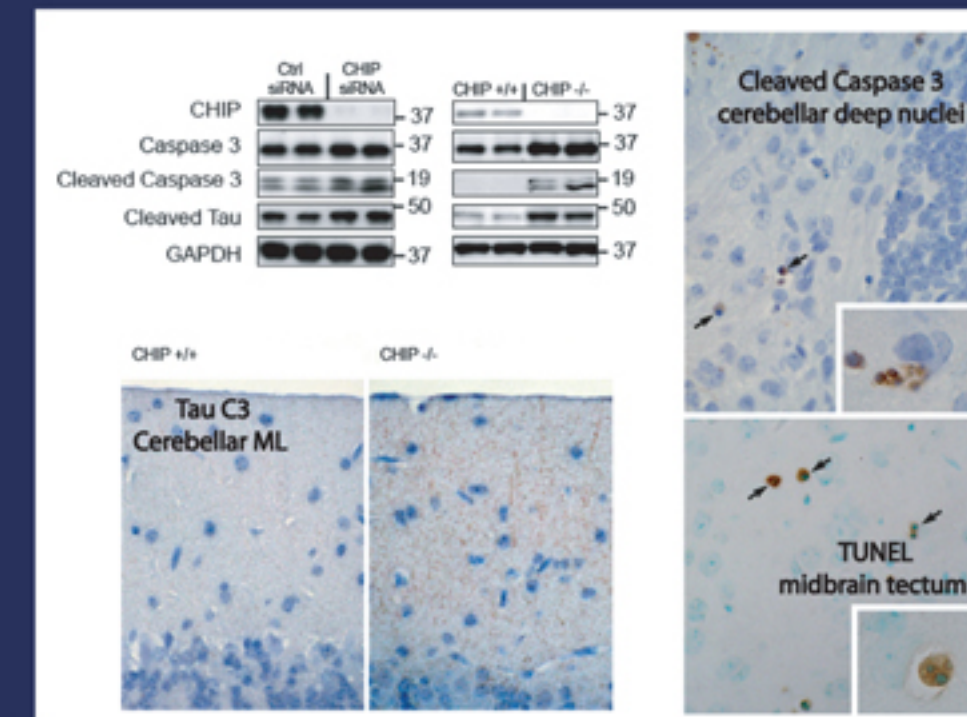 Ctrl siRNA
CHIP siRNA
CHIP +/+
CHIP -/-
CHIP
37
37
Caspase 3
37
37
Cleaved Caspase 3
19
19
Cleaved Tau
50
50
GAPDH
37
37
Cleaved Caspase 3
cerebellar deep nuclei
CHIP +/+
CHIP -/-
Tau C3
Cerebellar ML
TUNEL
midbrain tectum